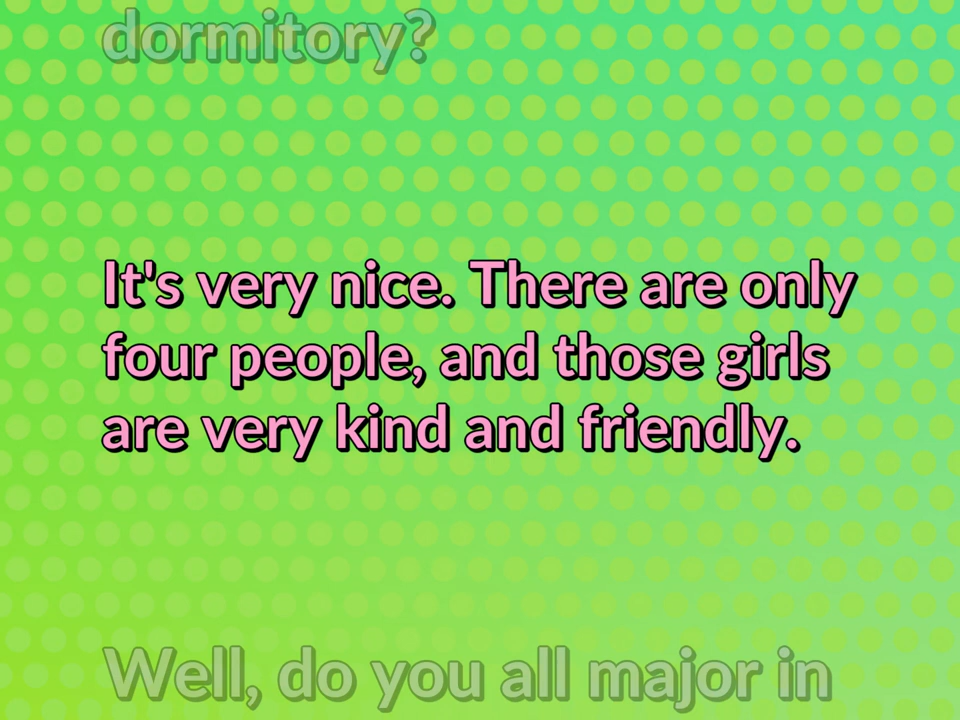 dormitory?
It's very nice. There are only
four people, and those girls
are very kind and friendly.
Well, do you all major in